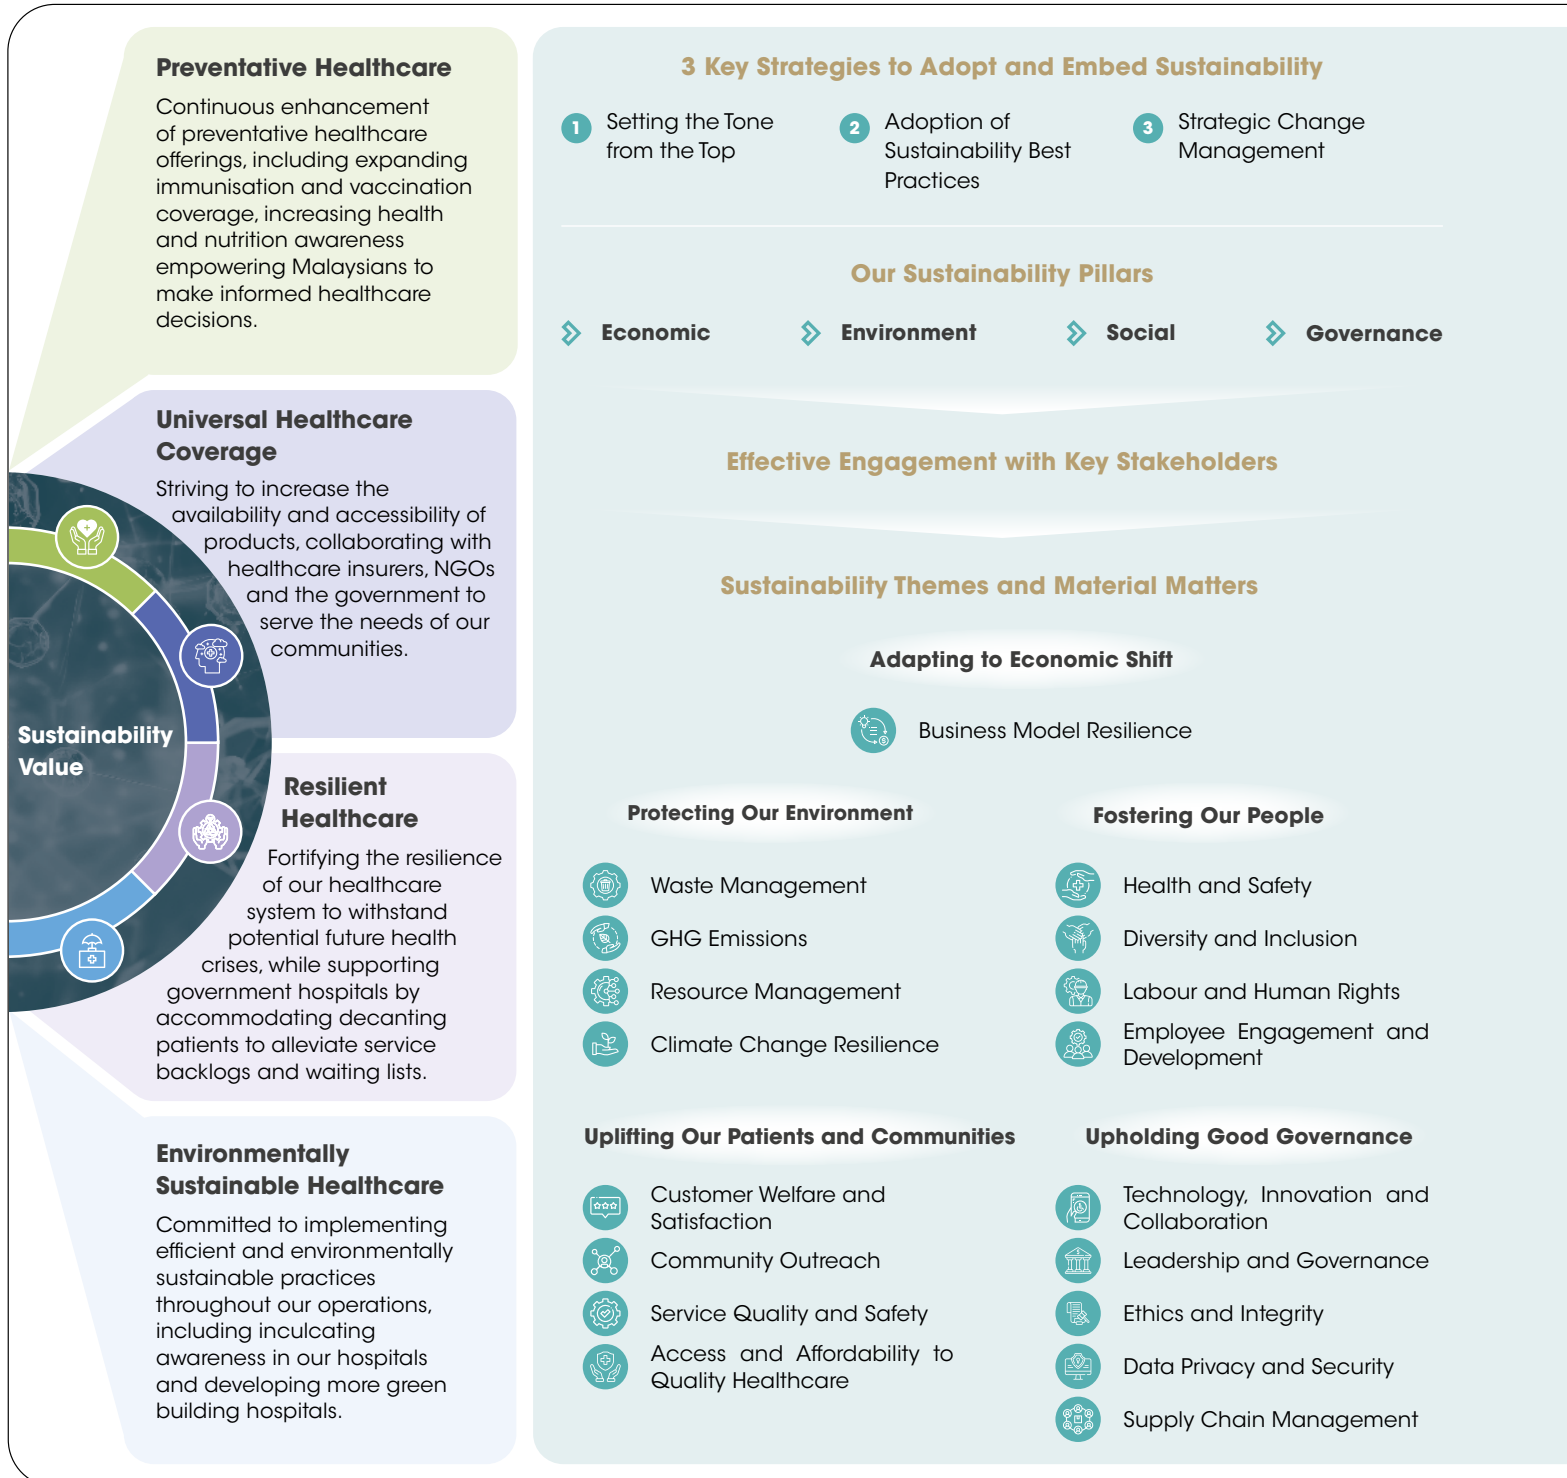 Preventative Healthcare
Continuous enhancement
of preventative healthcare
offerings, including expanding
immunisation and vaccination
coverage, increasing health
and nutrition awareness
empowering Malaysians to
make informed healthcare
decisions.
Universal Healthcare
Coverage
Striving to increase the
availability and accessibility of
products, collaborating with
healthcare insurers, NGOs
and the government to
serve the needs of our
communities.
Sustainability
Value
Resilient
Healthcare
Fortifying the resilience
of our healthcare
system to withstand
potential future health
crises, while supporting
government hospitals by
accommodating decanting
patients to alleviate service
backlogs and waiting lists.
Environmentally
Sustainable Healthcare
Committed to implementing
efficient and environmentally
sustainable practices
throughout our operations,
including inculcating
awareness in our hospitals
and developing more green
building hospitals.
3 Key Strategies to Adopt and Embed Sustainability
1 Setting the Tone
from the Top
2 Adoption of
Sustainability Best
Practices
3 Strategic Change
Management
Our Sustainability Pillars
Economic
Environment
Social
Governance
Effective Engagement with Key Stakeholders
Sustainability Themes and Material Matters
Adapting to Economic Shift
Business Model Resilience
Protecting Our Environment
Waste Management
GHG Emissions
Resource Management
Climate Change Resilience
Fostering Our People
Health and Safety
Diversity and Inclusion
Labour and Human Rights
Employee Engagement and
Development
Uplifting Our Patients and Communities
Customer Welfare and
Satisfaction
Community Outreach
Service Quality and Safety
Access and Affordability to
Quality Healthcare
Upholding Good Governance
Technology, Innovation and
Collaboration
Leadership and Governance
Ethics and Integrity
Data Privacy and Security
Supply Chain Management